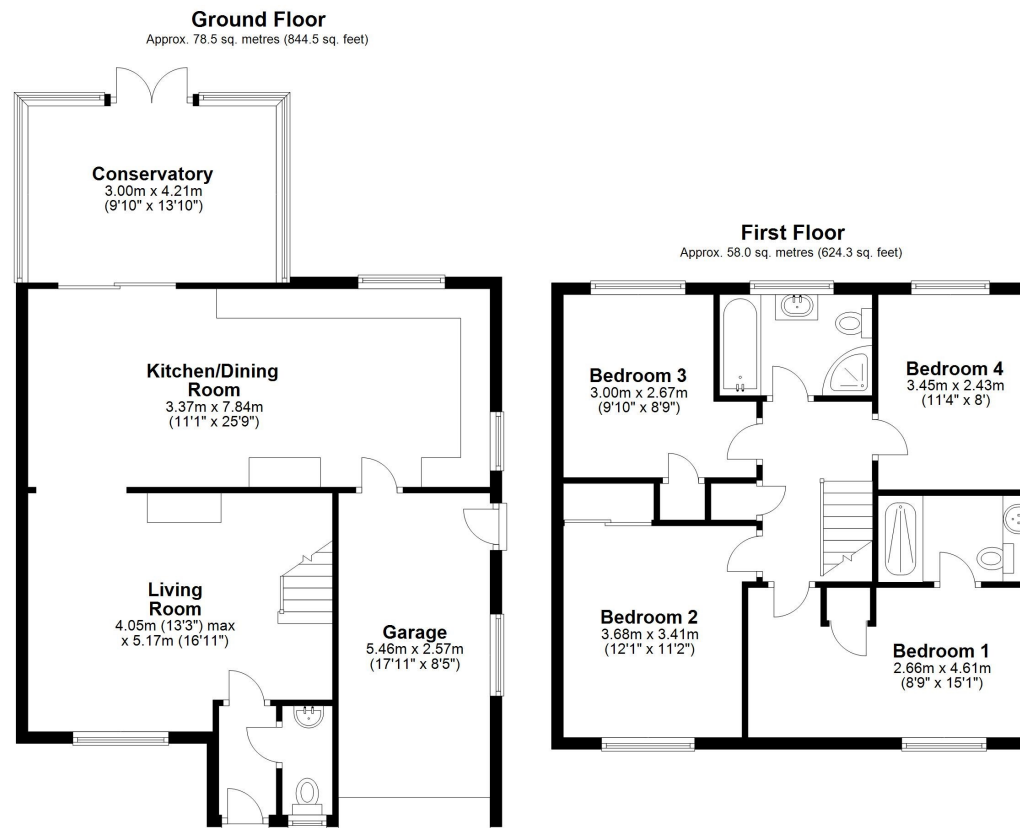 Ground Floor
Approx. 78.5 sq. metres (844.5 sq. feet)
Conservatory
3.00m x 4.21m
(9'10" x 13'10")
Kitchen/Dining
Room
3.37m x 7.84m
(11'1" x 25'9")
Living
Room
4.05m (13'3") max
x 5.17m (16'11")
Garage
5.46m x 2.57m
(17'11" x 8'5")
First Floor
Approx. 58.0 sq. metres (624.3 sq. feet)
Bedroom 3
3.00m x 2.67m
(9'10" x 8'9")
Bedroom 4
3.45m x 2.43m
(11'4" x 8')
Bedroom 2
3.68m x 3.41m
(12'1" x 11'2")
Bedroom 1
2.66m x 4.61m
(8'9" x 15'1")